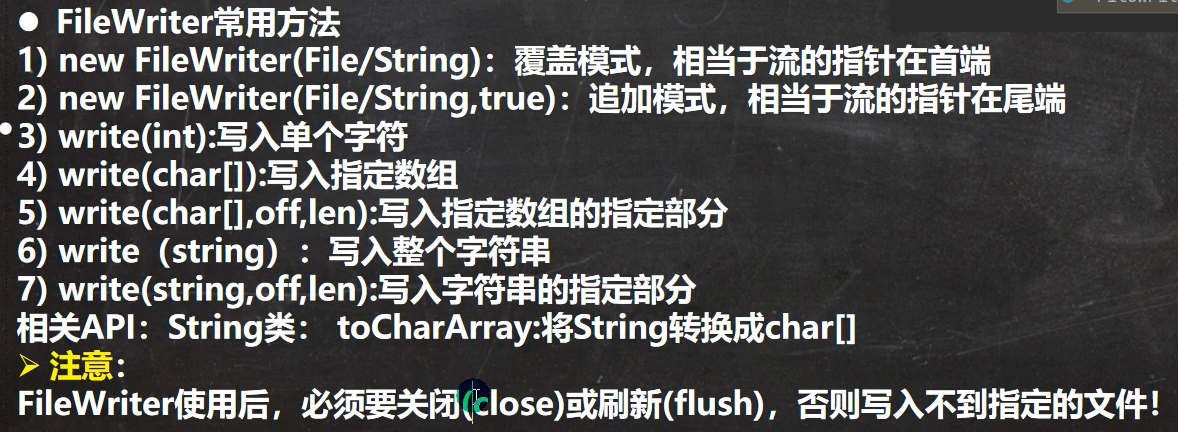 ● FileWriter常用方法
1) new FileWriter(File/String)：覆盖模式，相当于流的指针在首端
2) new FileWriter(File/String,true)：追加模式，相当于流的指针在尾端
3) write(int):写入单个字符
4) write(char[]):写入指定数组
5) write(char[],off,len):写入指定数组的指定部分
6) write（string）：写入整个字符串
7) write(string,off,len):写入字符串的指定部分
相关API：String类： toCharArray:将String转换成char[]
➢ 注意：
FileWriter使用后，必须要关闭(close)或刷新(flush)，否则写入不到指定的文件！